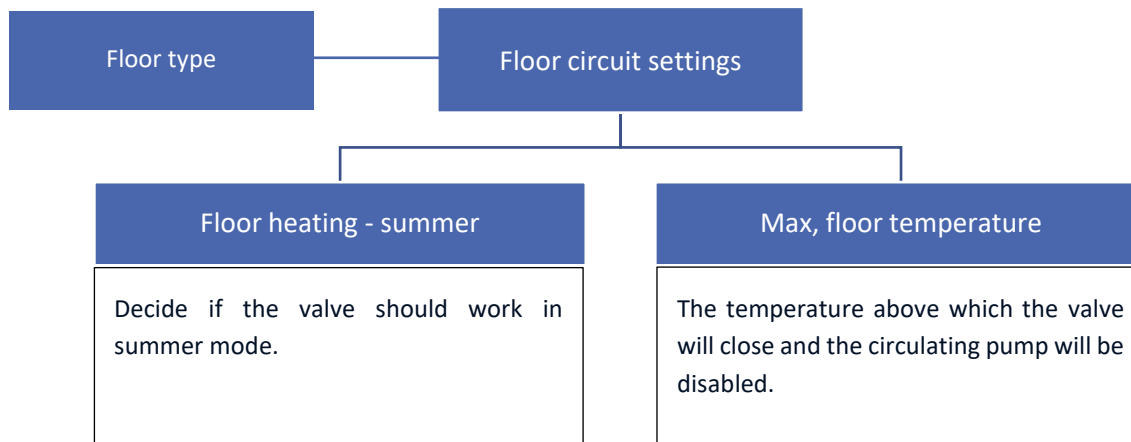 Floor type
Floor circuit settings
Floor heating - summer
Decide if the valve should work in
summer mode.
Max, floor temperature
The temperature above which the valve
will close and the circulating pump will be
disabled.